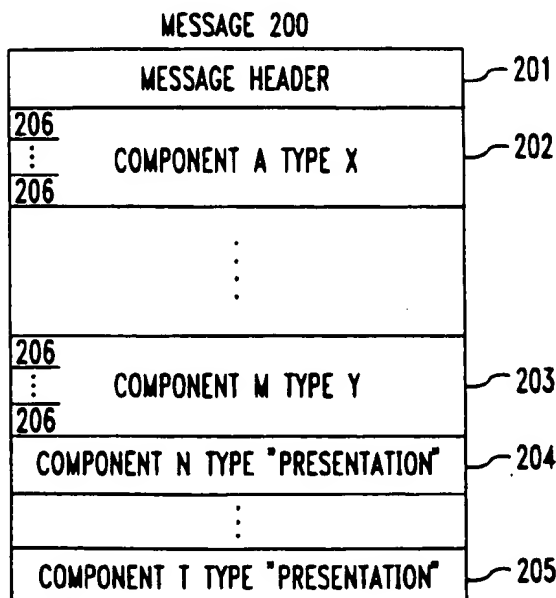 MESSAGE 200
MESSAGE HEADER
201
206
⋮
206
COMPONENT A TYPE X
202
⋮
206
⋮
206
COMPONENT M TYPE Y
203
COMPONENT N TYPE "PRESENTATION"
204
⋮
COMPONENT T TYPE "PRESENTATION"
205